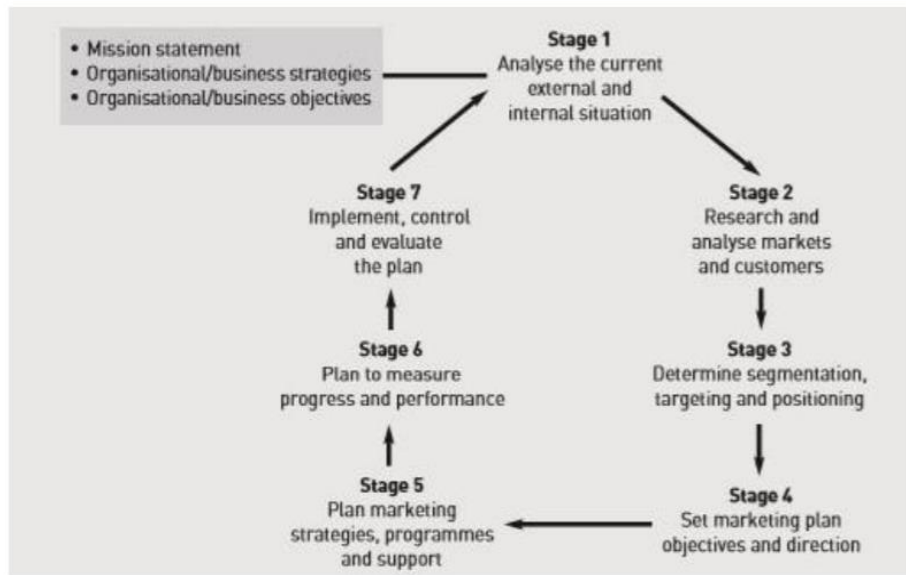 • Mission statement
• Organisational/business strategies
• Organisational/business objectives
Stage 1
Analyse the current
external and
internal situation
Stage 2
Research and
analyse markets
and customers
Stage 3
Determine segmentation,
targeting and positioning
Stage 4
Set marketing plan
objectives and direction
Stage 5
Plan marketing
strategies, programmes
and support
Stage 6
Plan to measure
progress and performance
Stage 7
Implement, control
and evaluate
the plan